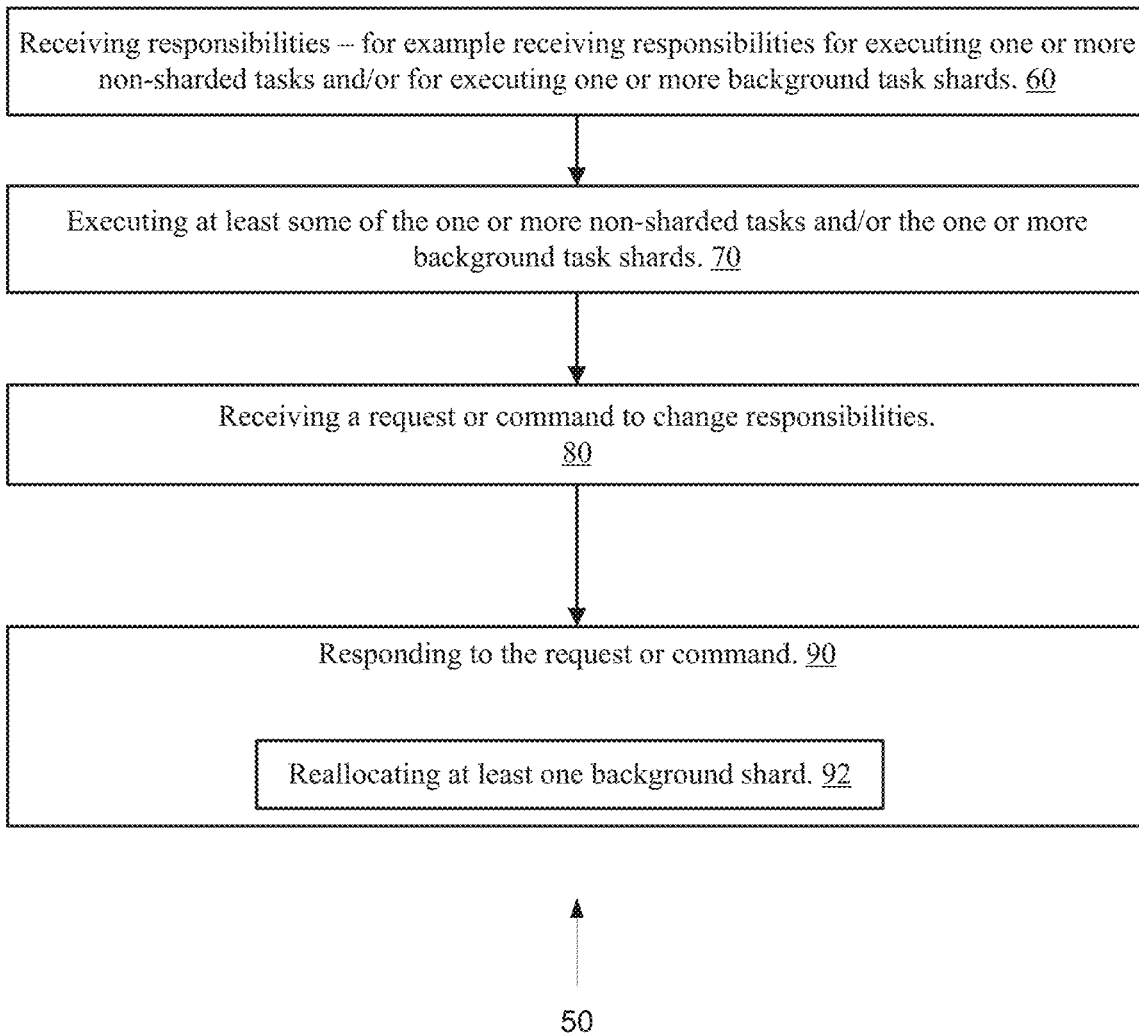 Receiving responsibilities – for example receiving responsibilities for executing one or more
non-sharded tasks and/or for executing one or more background task shards. 60
Executing at least some of the one or more non-sharded tasks and/or the one or more
background task shards. 70
Receiving a request or command to change responsibilities.
80
Responding to the request or command. 90
Reallocating at least one background shard. 92
50